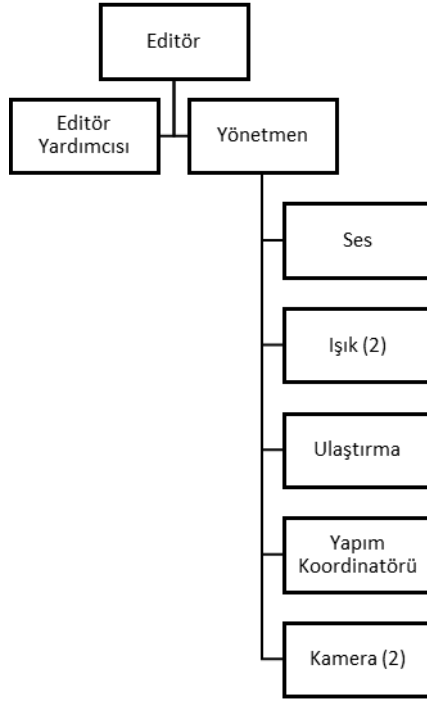 Editör
Editör
Yardımcısı
Yönetmen
Ses
Işık (2)
Ulaştırma
Yapım
Koordinatörü
Kamera (2)